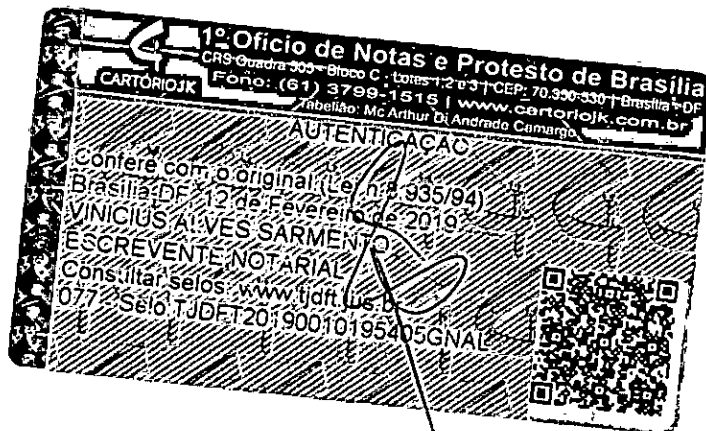 1º Ofício de Notas e Protesto de Brasília
CRS Quadra 505 - Bloco C - Lotes 1,2 e 3 | CEP: 70.350-530 | Brasília - DF
CARTÓRIOJK
Fone: (61) 3799-1515 | www.cartoriojk.com.br
Tabelião: Mc Arthur Di Andrade Camargo
AUTENTICAÇÃO
Confere com o original (Lei n.8.935/94)
Brasília-DF, 12 de Fevereiro de 2019
VINICIUS ALVES SARMENTO
ESCREVENTE NOTARIAL
Consultar selos: www.tjdft.jus.br
077 - Selo TJDFT20190010195405GNAL